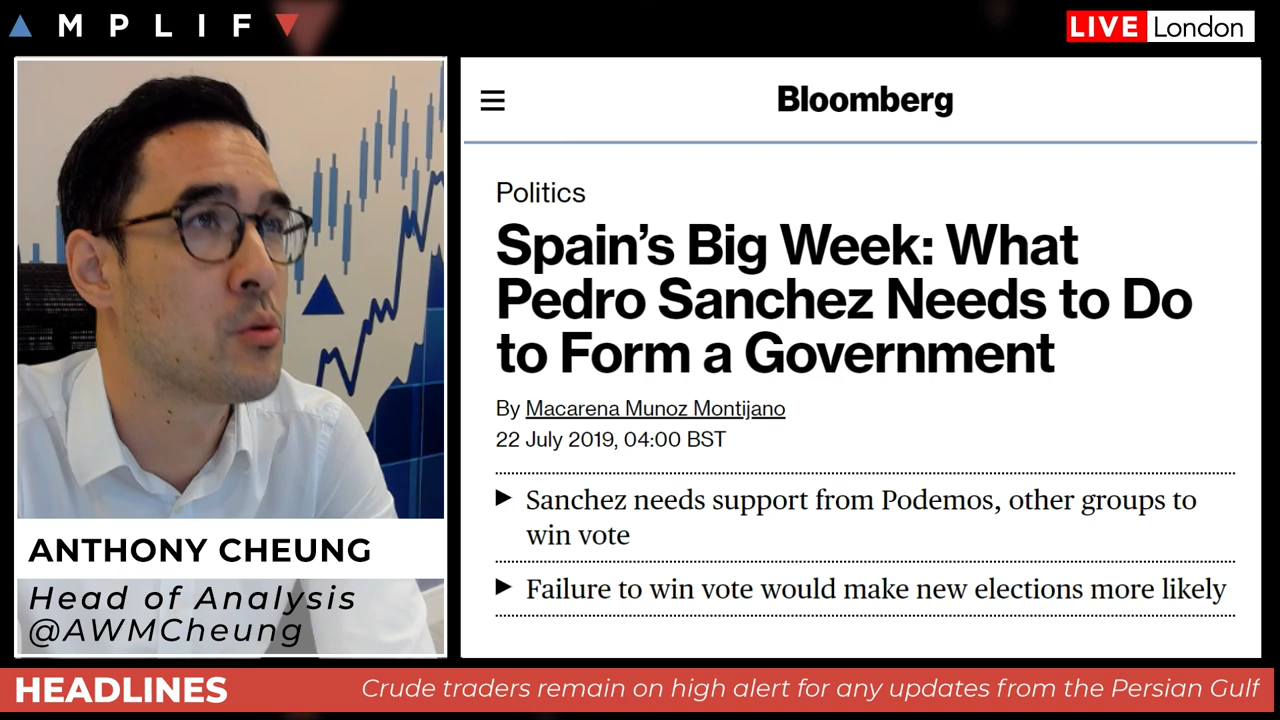 ▲ M P L I F ▼
LIVE London
ANTHONY CHEUNG
Head of Analysis
@AWMCheung
Bloomberg
Politics
Spain's Big Week: What
Pedro Sanchez Needs to Do
to Form a Government
By Macarena Munoz Montijano
22 July 2019, 04:00 BST
Sanchez needs support from Podemos, other groups to
win vote
Failure to win vote would make new elections more likely
HEADLINES
Crude traders remain on high alert for any updates from the Persian Gulf